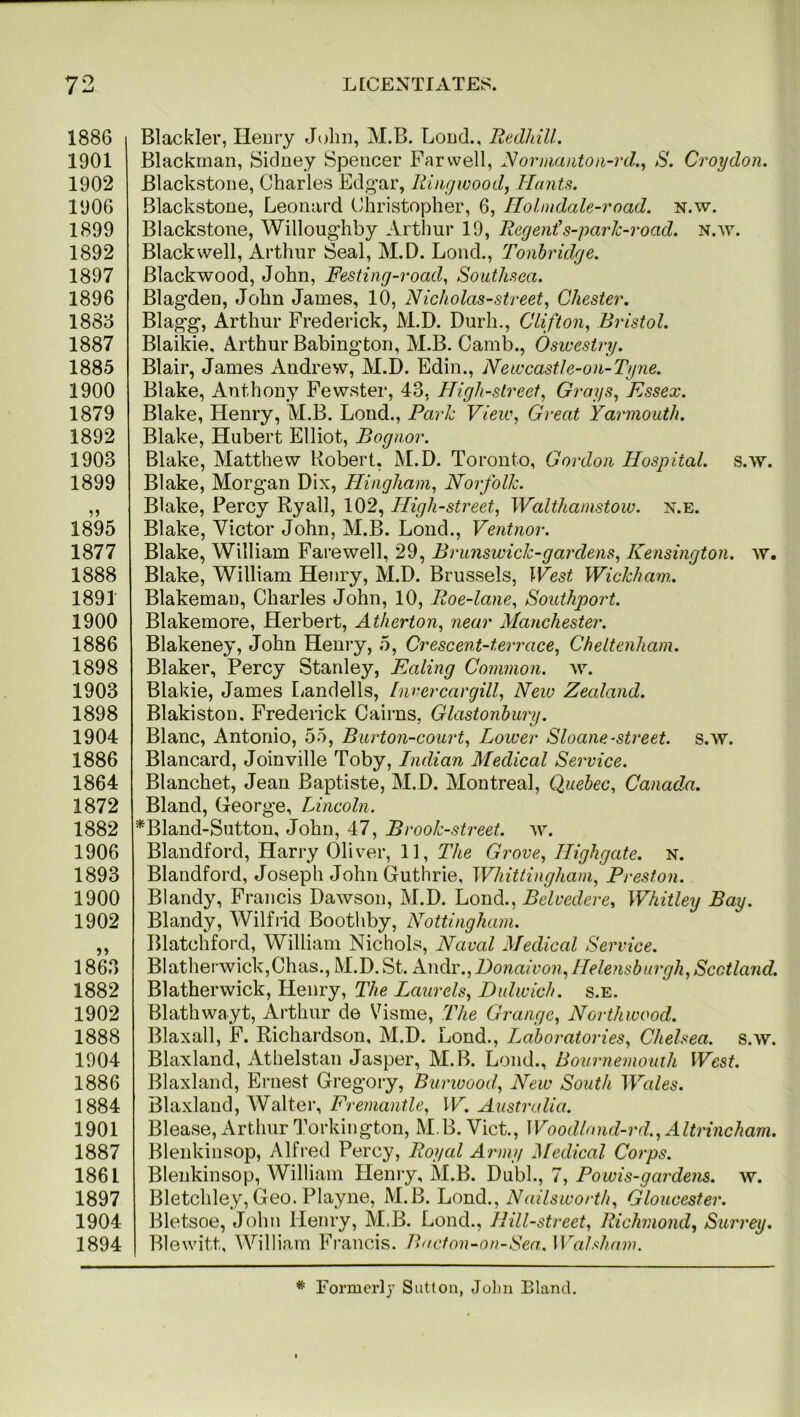 72 LICENTIATES.
1886 Blackler, Henry John, M.B. Lond., Redhill.
1901 Blackman, Sidney Spencer Farwell, Normanton-rd., S. Croydon.
1902 Blackstone, Charles Edgar, Ringwood, Hants.
1906 Blackstone, Leonard Christopher, 6, Holmdale-road. N.W.
1899 Blackstone, Willoughby Arthur 19, Regent's-park-road. N.W.
1892 Blackwell, Arthur Seal, M.D. Lond., Tonbridge.
1897 Blackwood, John, Festing-road, Southsea.
1896 Blagden, John James, 10, Nicholas-street, Chester.
1883 Blagg, Arthur Frederick, M.D. Durh., Clifton, Bristol.
1887 Blaikie, Arthur Babington, M.B. Camb., Oswestry.
1885 Blair, James Andrew, M.D. Edin., Newcastle-on-Tyne.
1900 Blake, Anthony Fewster, 43, High-street, Grays, Essex.
1879 Blake, Henry, M.B. Lond., Park View, Great Yarmouth.
1892 Blake, Hubert Elliot, Bognor.
1903 Blake, Matthew Robert, M.D. Toronto, Gordon Hospital. S.W.
1899 Blake, Morgan Dix, Hingham, Norfolk.
„ Blake, Percy Ryall, 102, High-street, Walthamstow. N.E.
1895 Blake, Victor John, M.B. Lond., Ventnor.
1877 Blake, William Farewell, 29, Brunswick-gardens, Kensington. W.
1888 Blake, William Henry, M.D. Brussels, West Wickham.
1891 Blakeman, Charles John, 10, Roe-lane, Southport.
1900 Blakemore, Herbert, Atherton, near Manchester.
1886 Blakeney, John Henry, 5, Crescent-terrace, Cheltenham.
1898 Blaker, Percy Stanley, Ealing Common. W.
1903 Blakie, James Landells, Invercargill, New Zealand.
1898 Blakiston, Frederick Cairns, Glastonbury.
1904 Blanc, Antonio, 55, Burton-court, Lower Sloane-street. S.W.
1886 Blancard, Joinville Toby, Indian Medical Service.
1864 Blanchet, Jean Baptiste, M.D. Montreal, Quebec, Canada.
1872 Bland, George, Lincoln.
1882 *Bland-Sutton, John, 47, Brook-street. W.
1906 Blandford, Harry Oliver, 11, The Grove, Highgate. N.
1893 Blandford, Joseph John Guthrie, Whittingham, Preston.
1900 Blandy, Francis Dawson, M.D. Lond., Belvedere, Whitley Bay.
1902 Blandy, Wilfrid Boothby, Nottingham.
„ Blatchford, William Nichols, Naval Medical Service.
1863 Blatherwick, Chas., M.D. St. Andr., Donaivon, Helensburgh, Scotland.
1882 Blatherwick, Henry, The Laurels, Dulwich. S.E.
1902 Blathwayt, Arthur de Visme, The Grange, Northwood.
1888 Blaxall, F. Richardson, M.D. Lond., Laboratories, Chelsea. S.W.
1904 Blaxland, Athelstan Jasper, M.B. Lond., Bournemouth West.
1886 Blaxland, Ernest Gregory, Burwood, New South Wales.
1884 Blaxland, Walter, Fremantle, W. Australia.
1901 Blease, Arthur Torkington, M.B. Vict., Woodland-rd., Altrincham.
1887 Blenkinsop, Alfred Percy, Royal Army Medical Corps.
1861 Blenkinsop, William Henry, M.B. Dubl., 7, Powis-gardens. W.
1897 Bletchley, Geo. Playne, M.B. Lond., Nailsworth, Gloucester.
1904 Bletsoe, John Henry, M.B. Lond., Hill-street, Richmond, Surrey.
1894 Blewitt, William Francis. Bacton-on-Sea, Walsham.
* Formerly Sutton, John Bland.